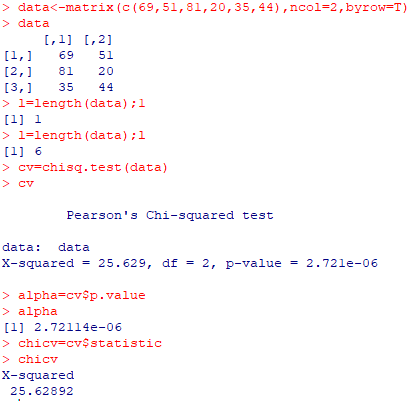 > data<-matrix(c(69,51,81,20,35,44),ncol=2,byrow=T)
> data
     [,1] [,2]
[1,]   69   51
[2,]   81   20
[3,]   35   44
> l=length(data);1
[1] 1
> l=length(data);l
[1] 6
> cv=chisq.test(data)
> cv
        Pearson's Chi-squared test
data:  data
X-squared = 25.629, df = 2, p-value = 2.721e-06
> alpha=cv$p.value
> alpha
[1] 2.72114e-06
> chicv=cv$statistic
> chicv
X-squared
 25.62892